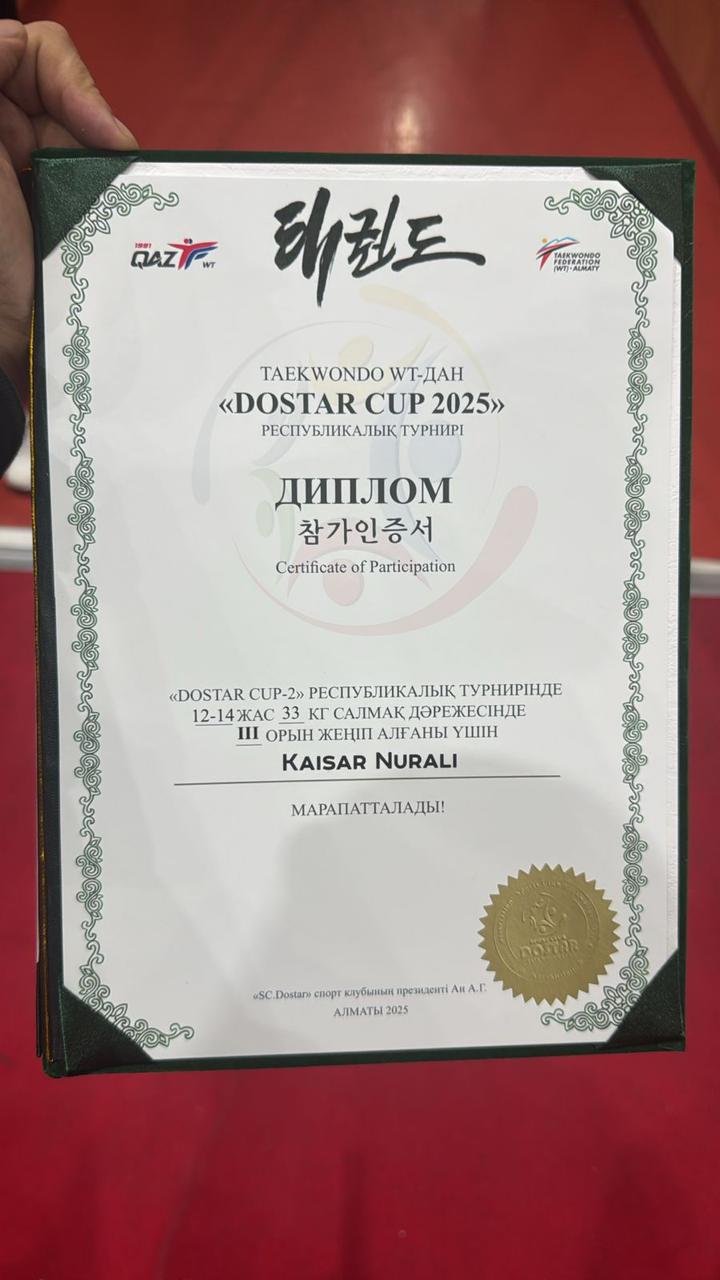 1991
QAZTF WT
태권도
TAEKWONDO
FEDERATION
(WT) · ALMATY
TAEKWONDO WT-ДАН
«DOSTAR CUP 2025»
РЕСПУБЛИКАЛЫҚ ТУРНИРІ
ДИПЛОМ
참가인증서
Certificate of Participation
«DOSTAR CUP-2» РЕСПУБЛИКАЛЫҚ ТУРНИРІНДЕ
12-14 ЖАС 33 КГ САЛМАҚ ДӘРЕЖЕСІНДЕ
III ОРЫН ЖЕҢІП АЛҒАНЫ ҮШІН
KAISAR NURALI
МАРАПАТТАЛАДЫ!
DOSTAR
«SC.Dostar» спорт клубының президенті Ан А.Г.
АЛМАТЫ 2025